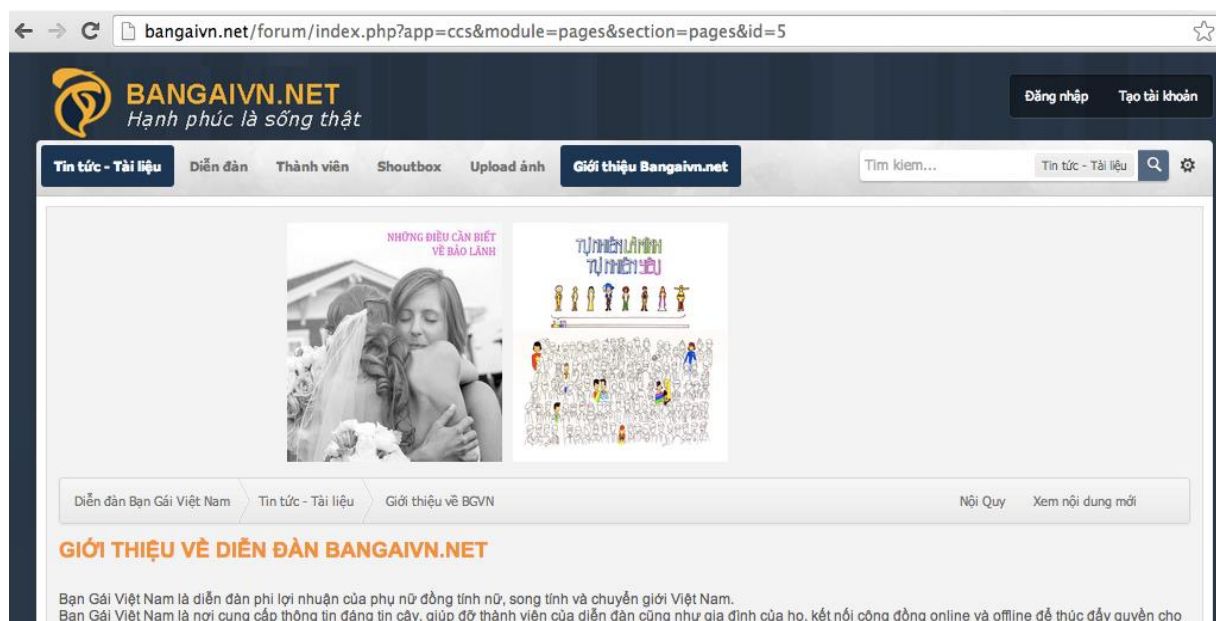 bangaivn.net/forum/index.php?app=ccs&module=pages&section=pages&id=5
BANGAIVN.NET
Hạnh phúc là sống thật
Đăng nhập Tạo tài khoản
Tin tức - Tài liệu Diễn đàn Thành viên Shoutbox Upload ảnh Giới thiệu Bangaivn.net Tìm kiếm... Tin tức - Tài liệu
NHỮNG ĐIỀU CẦN BIẾT
VỀ BẢO LÃNH
TỰ NHIÊN LÀ MÌNH
TỰ NHIÊN YÊU
Diễn đàn Bạn Gái Việt Nam Tin tức - Tài liệu Giới thiệu về BGVN Nội Quy Xem nội dung mới
GIỚI THIỆU VỀ DIỄN ĐÀN BANGAIVN.NET
Bạn Gái Việt Nam là diễn đàn phi lợi nhuận của phụ nữ đồng tính nữ, song tính và chuyển giới Việt Nam.
Bạn Gái Việt Nam là nơi cung cấp thông tin đáng tin cậy, giúp đỡ thành viên của diễn đàn cũng như gia đình của họ, kết nối cộng đồng online và offline để thúc đẩy quyền cho